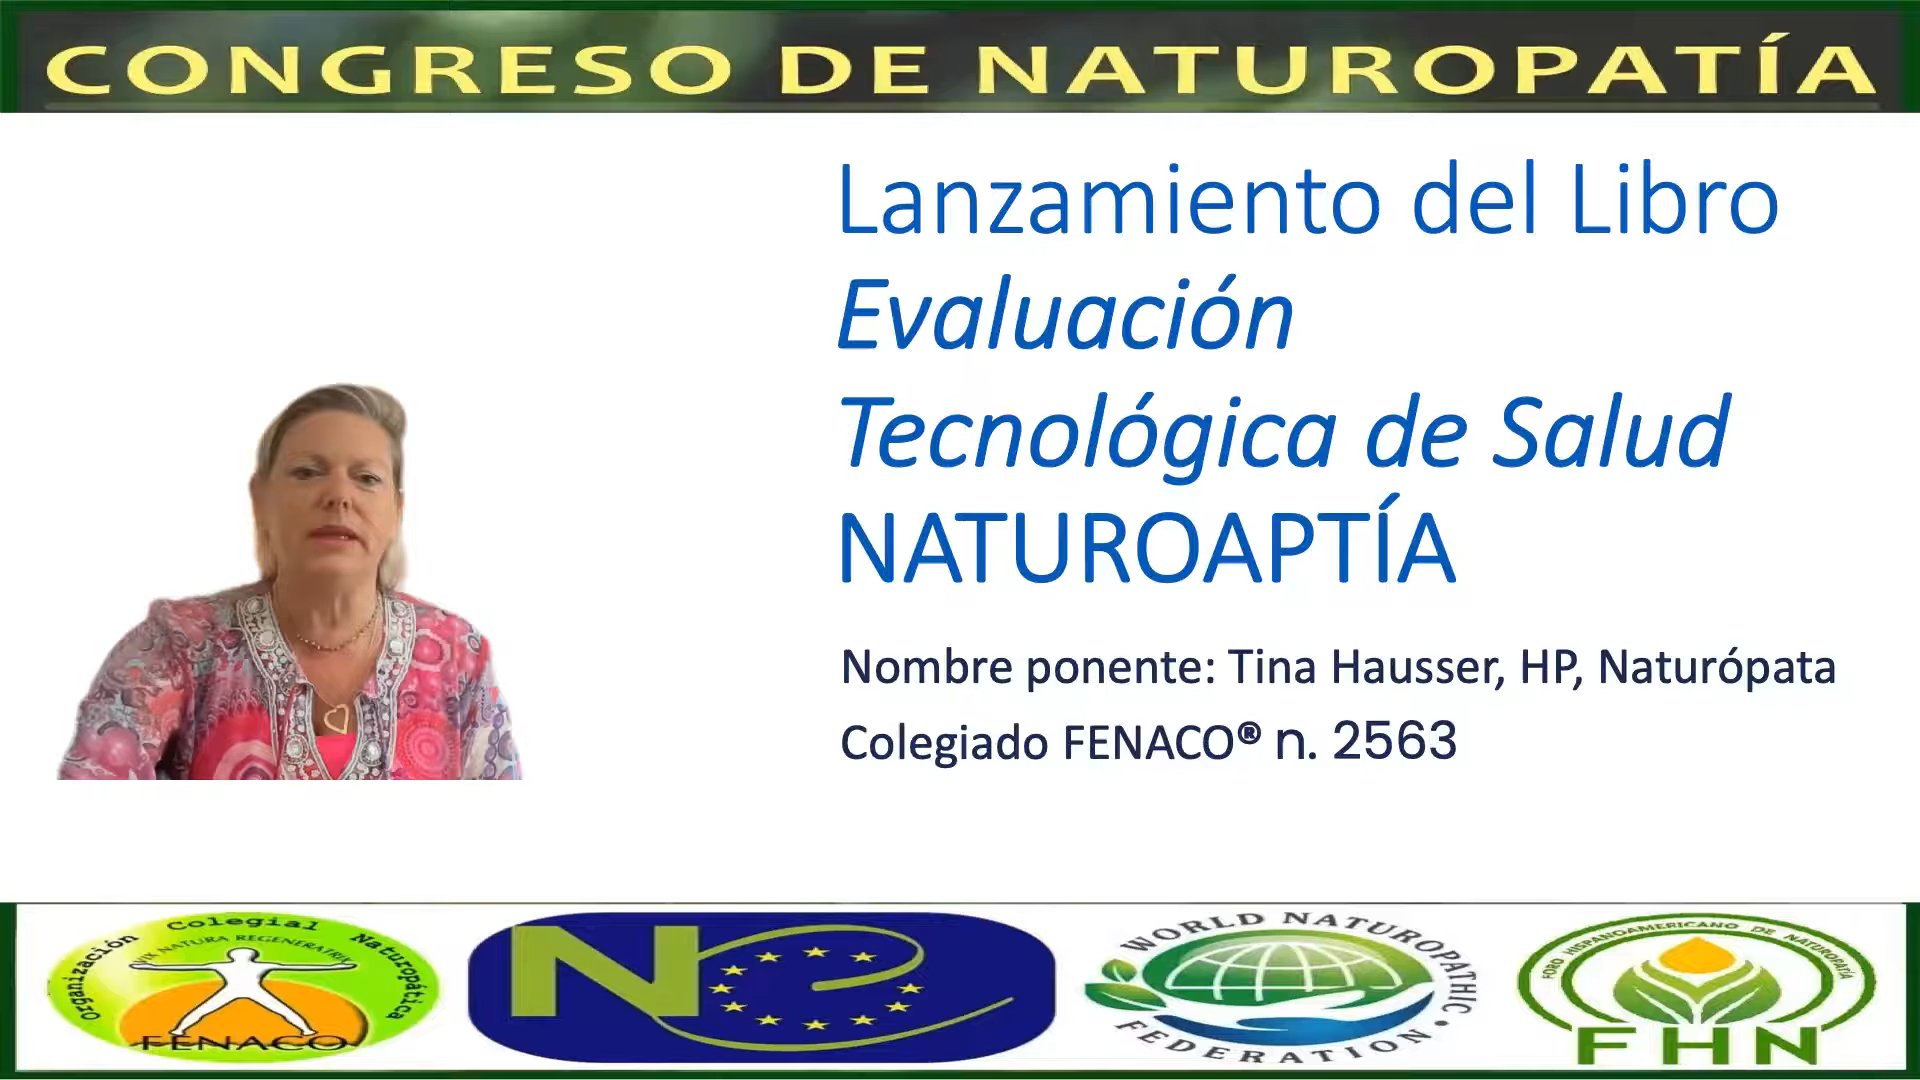 CONGRESO DE NATUROPATÍA
Lanzamiento del Libro
Evaluación
Tecnológica de Salud
NATUROAPTÍA
Nombre ponente: Tina Hausser, HP, Naturópata
Colegiado FENACO® n. 2563
Organización Colegial Naturopática
VIX NATURA REGENERATRIX
FENACO
N
WORLD NATUROPATHIC
FEDERATION
FORO HISPANOAMERICANO DE NATUROPATÍA
FHN